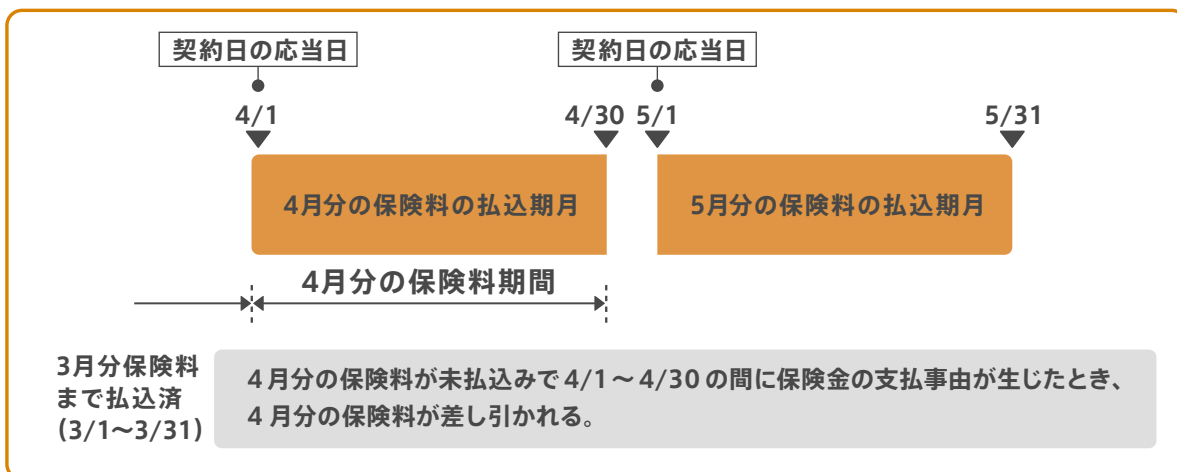 契約日の応当日 契約日の応当日
4/1 4/30 5/1 5/31
4月分の保険料の払込期月 5月分の保険料の払込期月
4月分の保険料期間
3月分保険料
まで払込済
(3/1〜3/31)
4月分の保険料が未払込みで4/1〜4/30の間に保険金の支払事由が生じたとき、
4月分の保険料が差し引かれる。